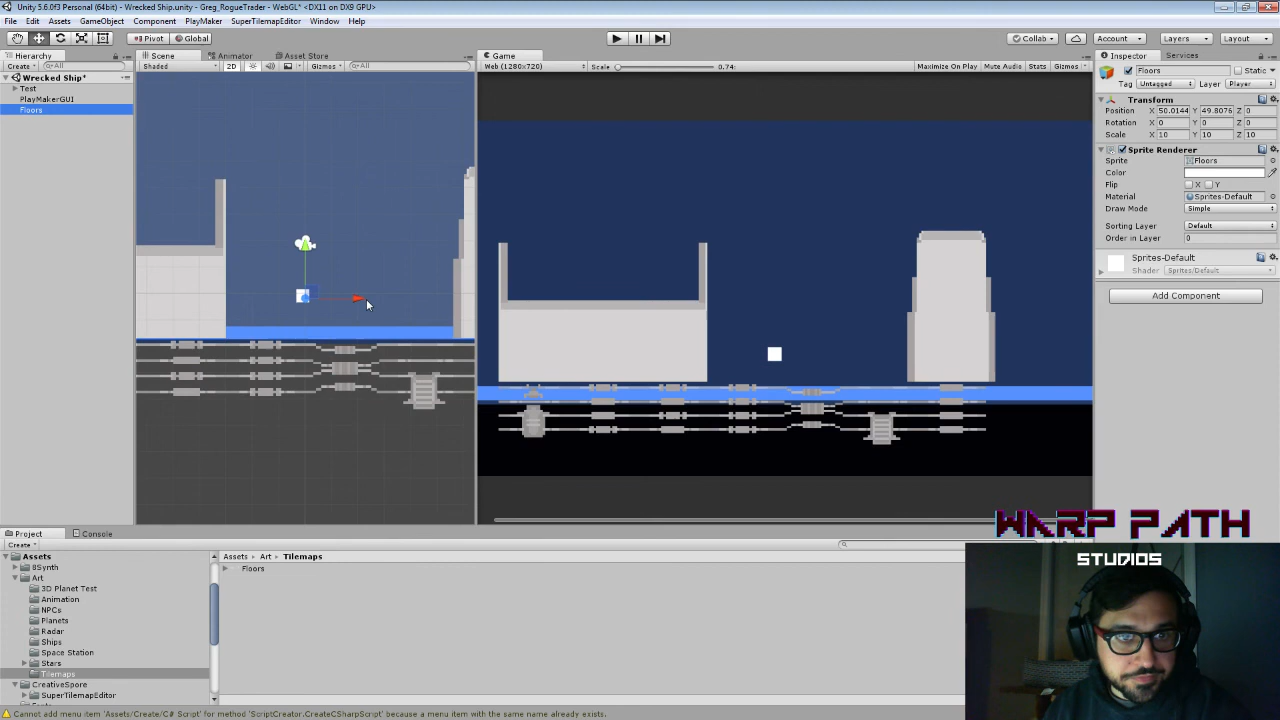 Unity 5.6.0f3 Personal (64bit) - Wrecked Ship.unity - Greg_RogueTrader - WebGL* <DX11 on DX9 GPU>
File Edit Assets GameObject Component PlayMaker SuperTilemapEditor Window Help
Pivot Global Collab Account Layers Layout
Hierarchy Scene Animator Asset Store Game Inspector Services
Create All Shaded 2D Gizmos All Web (1280x720) Scale 0.74: Maximize On Play Mute Audio Stats Gizmos Floors Static
Wrecked Ship* Tag Untagged Layer Player
Test
PlayMakerGUI
Floors
Transform
Position X 50.0144 Y 49.8076 Z 0
Rotation X 0 Y 0 Z 0
Scale X 10 Y 10 Z 10
Sprite Renderer
Sprite Floors
Color
Flip X Y
Material Sprites-Default
Draw Mode Simple
Sorting Layer Default
Order in Layer 0
Sprites-Default
Shader Sprites/Default
Add Component
WARP PATH
STUDIOS
Project Console
Create
Assets
8Synth
Art
3D Planet Test
Animation
NPCs
Planets
Radar
Ships
Space Station
Stars
Tilemaps
CreativeSpore
SuperTilemapEditor
Assets Art Tilemaps
Floors
Cannot add menu item 'Assets/Create/C# Script' for method 'ScriptCreator.CreateCSharpScript' because a menu item with the same name already exists.